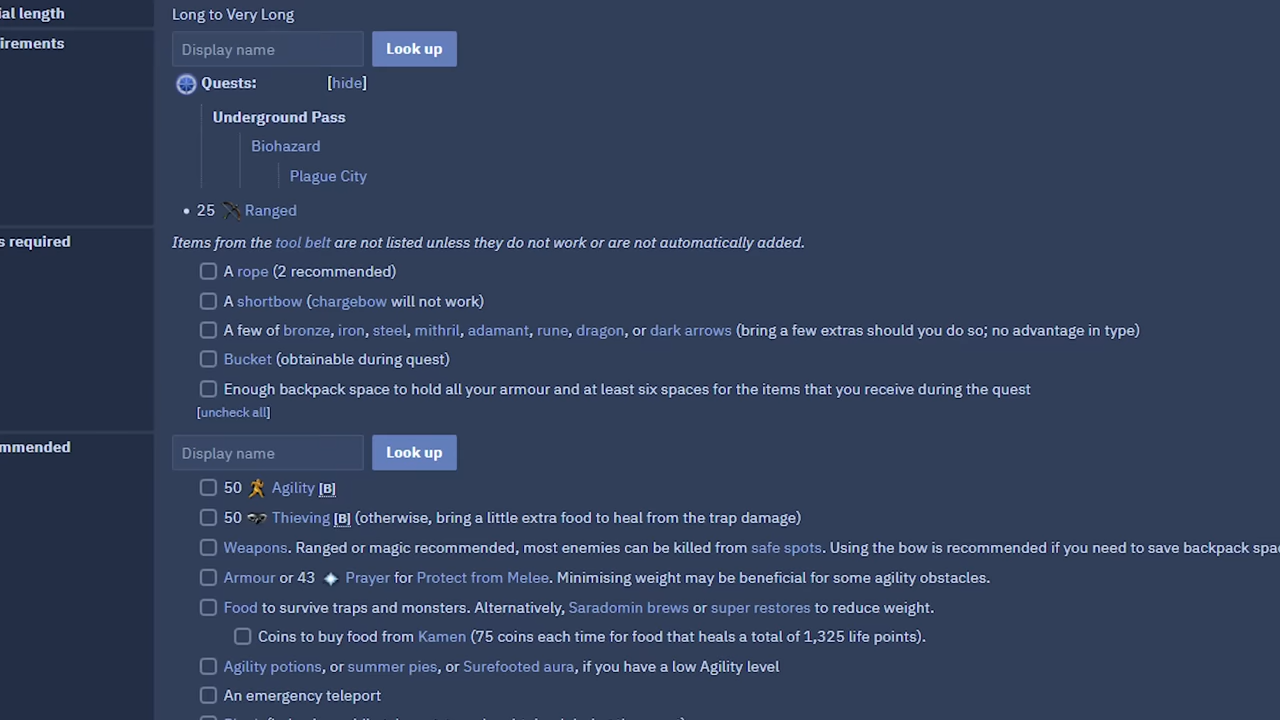 ial length
Long to Very Long
irements
Display name
Look up
Quests: [hide]
Underground Pass
Biohazard
Plague City
• 25 Ranged
s required
Items from the tool belt are not listed unless they do not work or are not automatically added.
A rope (2 recommended)
A shortbow (chargebow will not work)
A few of bronze, iron, steel, mithril, adamant, rune, dragon, or dark arrows (bring a few extras should you do so; no advantage in type)
Bucket (obtainable during quest)
Enough backpack space to hold all your armour and at least six spaces for the items that you receive during the quest
[uncheck all]
mmended
Display name
Look up
50 Agility [B]
50 Thieving [B] (otherwise, bring a little extra food to heal from the trap damage)
Weapons. Ranged or magic recommended, most enemies can be killed from safe spots. Using the bow is recommended if you need to save backpack spac
Armour or 43 Prayer for Protect from Melee. Minimising weight may be beneficial for some agility obstacles.
Food to survive traps and monsters. Alternatively, Saradomin brews or super restores to reduce weight.
Coins to buy food from Kamen (75 coins each time for food that heals a total of 1,325 life points).
Agility potions, or summer pies, or Surefooted aura, if you have a low Agility level
An emergency teleport